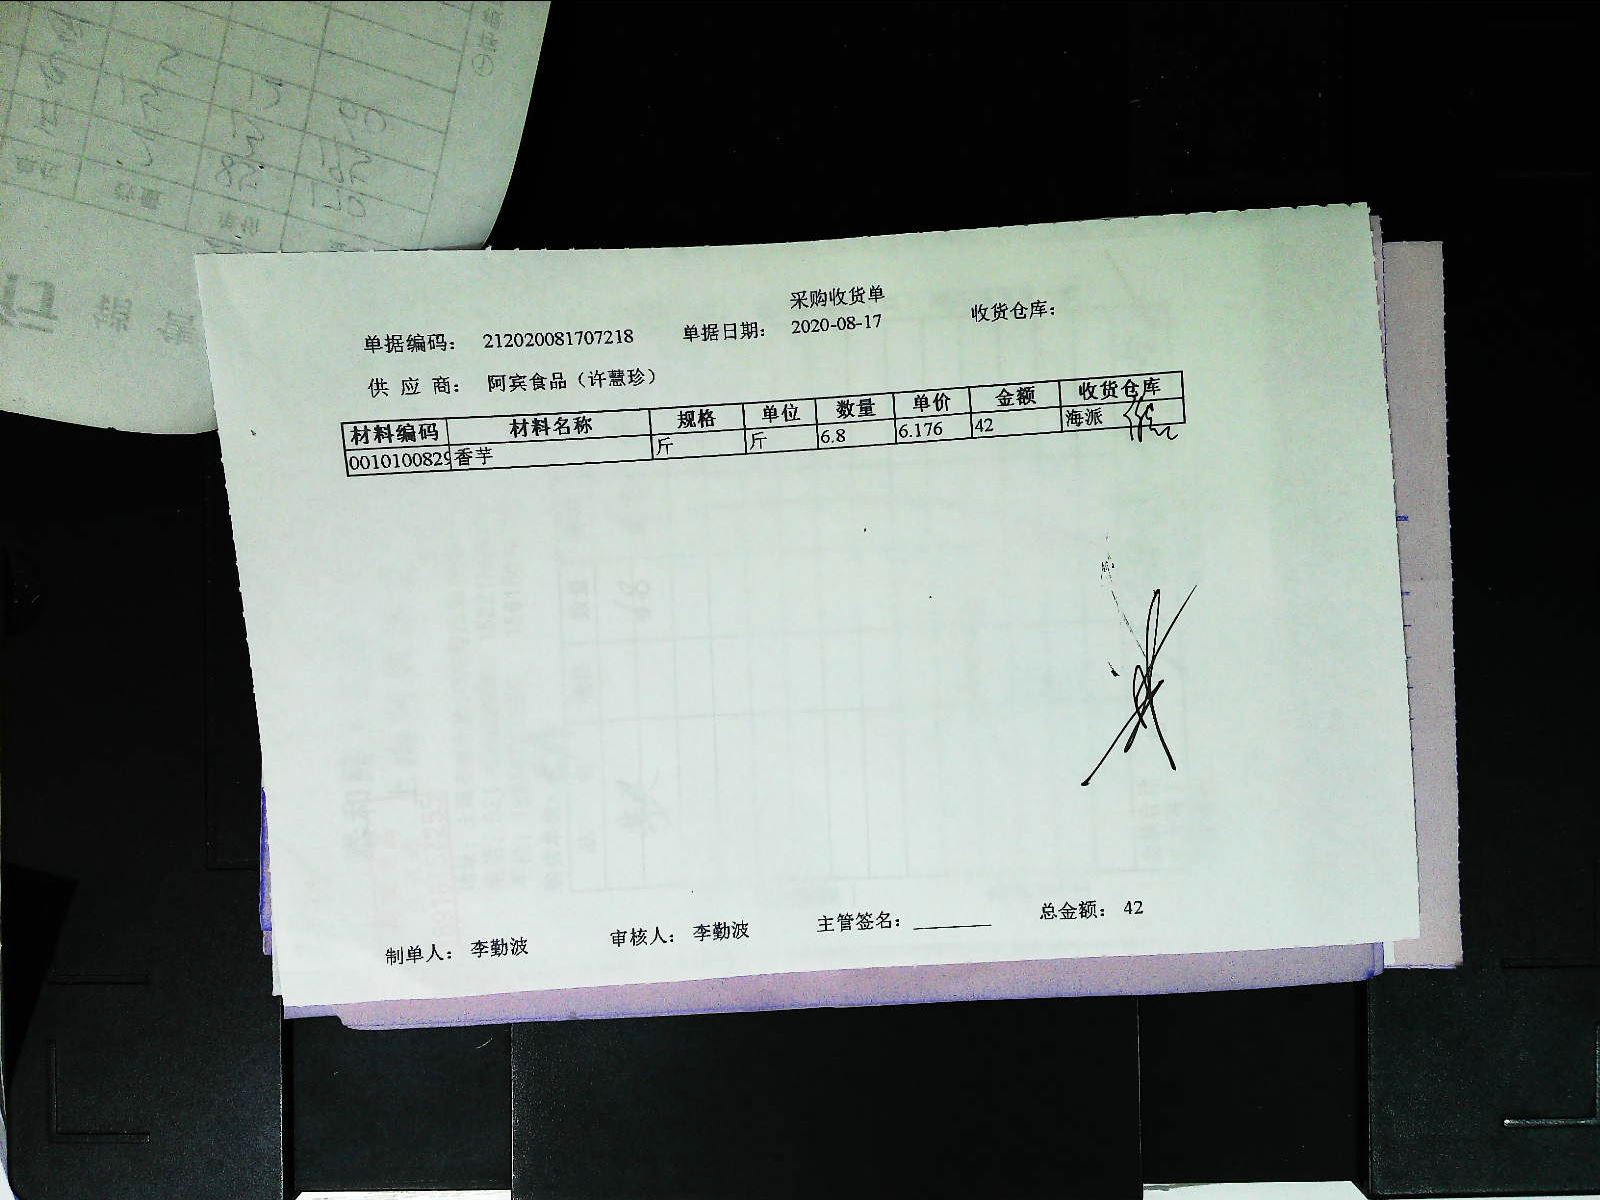 采购收货单
单据编码： 212020081707218 单据日期： 2020-08-17 收货仓库：
供 应 商： 阿宾食品（许慧珍）
材料编码 材料名称 规格 单位 数量 单价 金额 收货仓库
0010100829 香芋 斤 斤 6.8 6.176 42 海派
制单人： 李勤波 审核人： 李勤波 主管签名： 总金额： 42